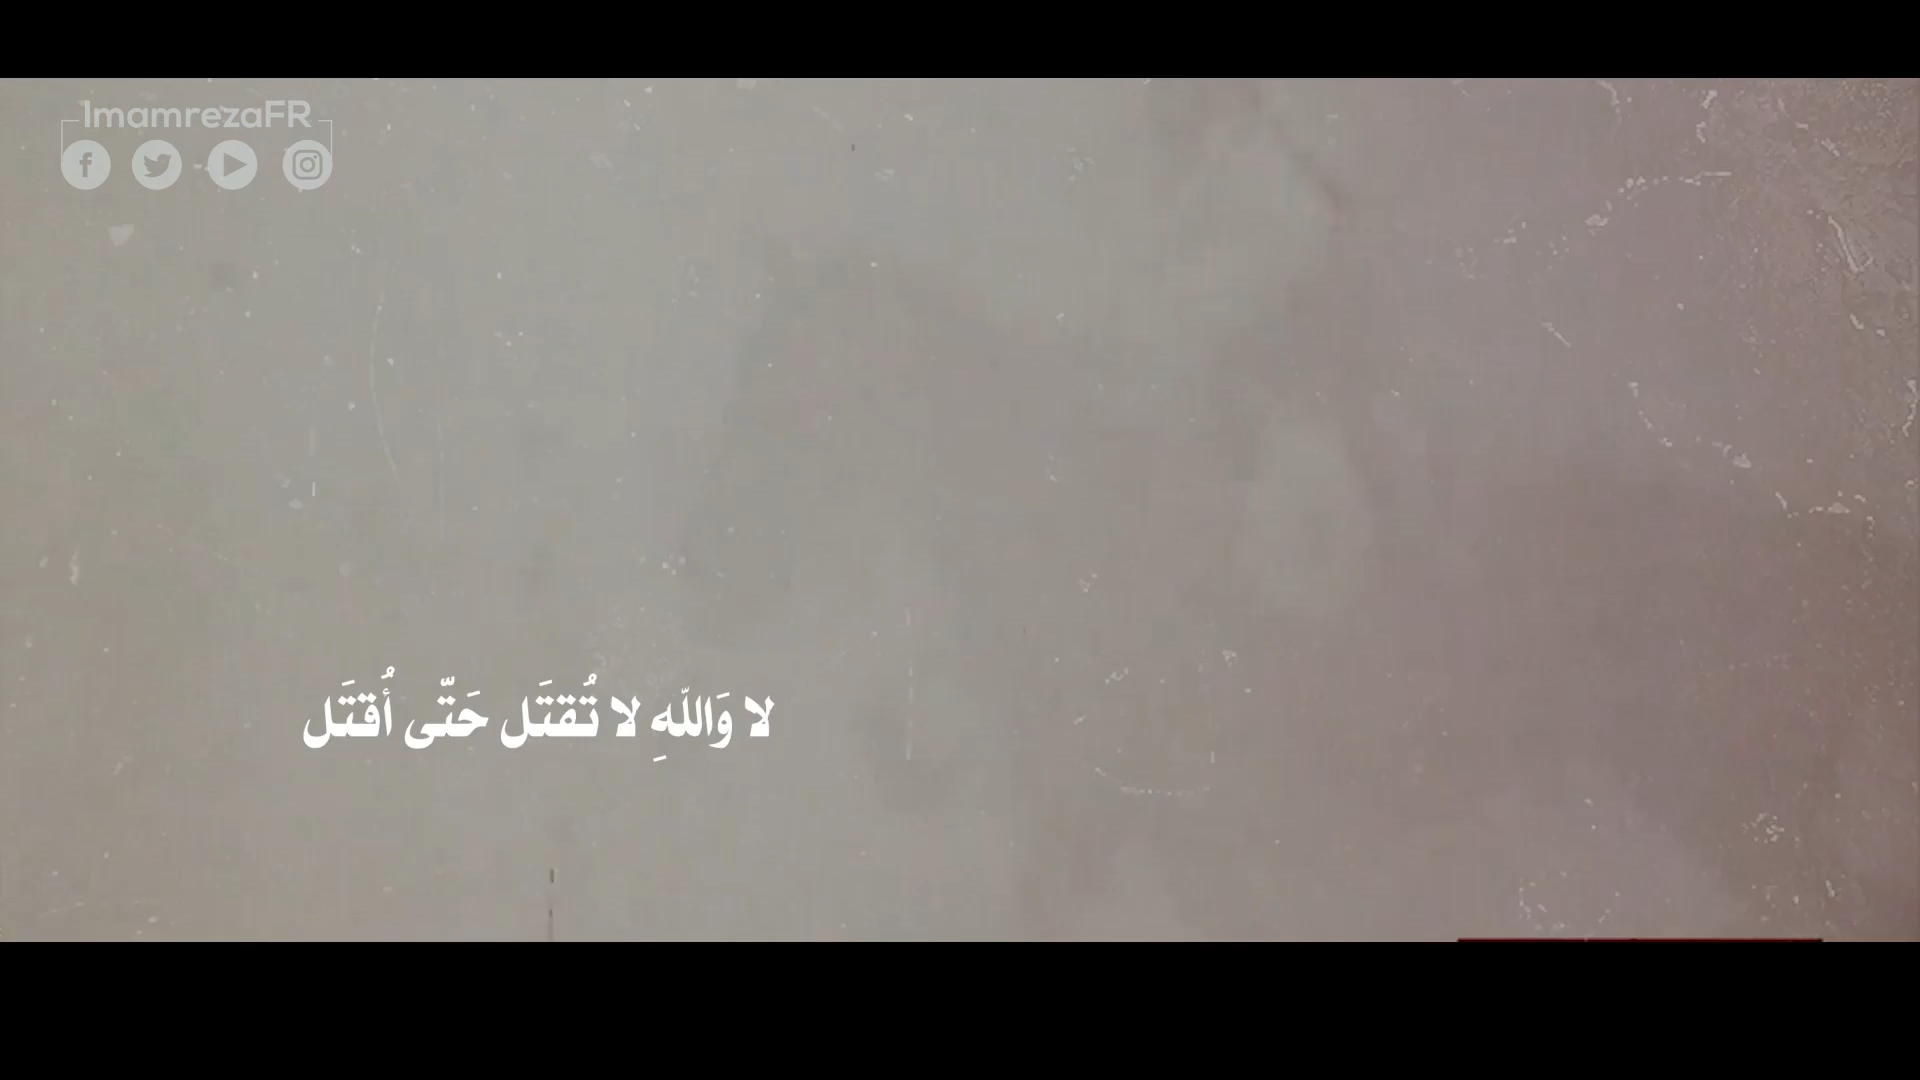 ImamrezaFR
لا وَاللّهِ لا تُقتَل حَتّى أُقتَل